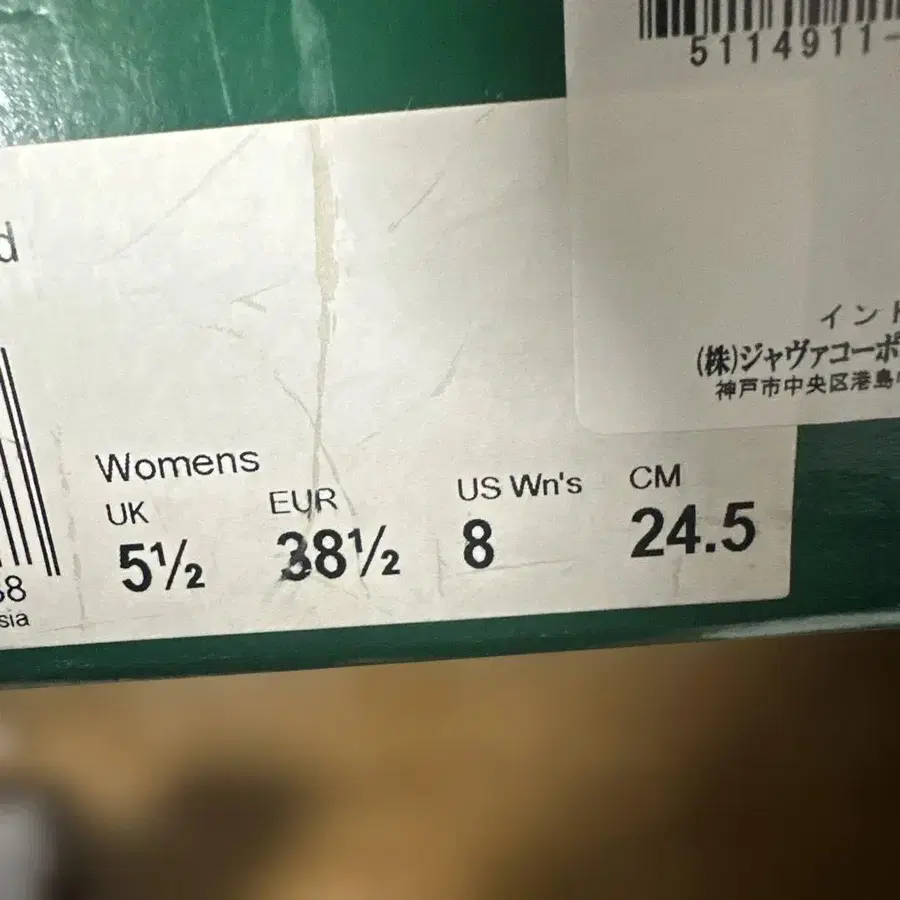 5114911-
d
インド
(株)ジャヴァコーポ
神戸市中央区港島
Womens
UK EUR US Wn's CM
5½ 38½ 8 24.5
58
sia